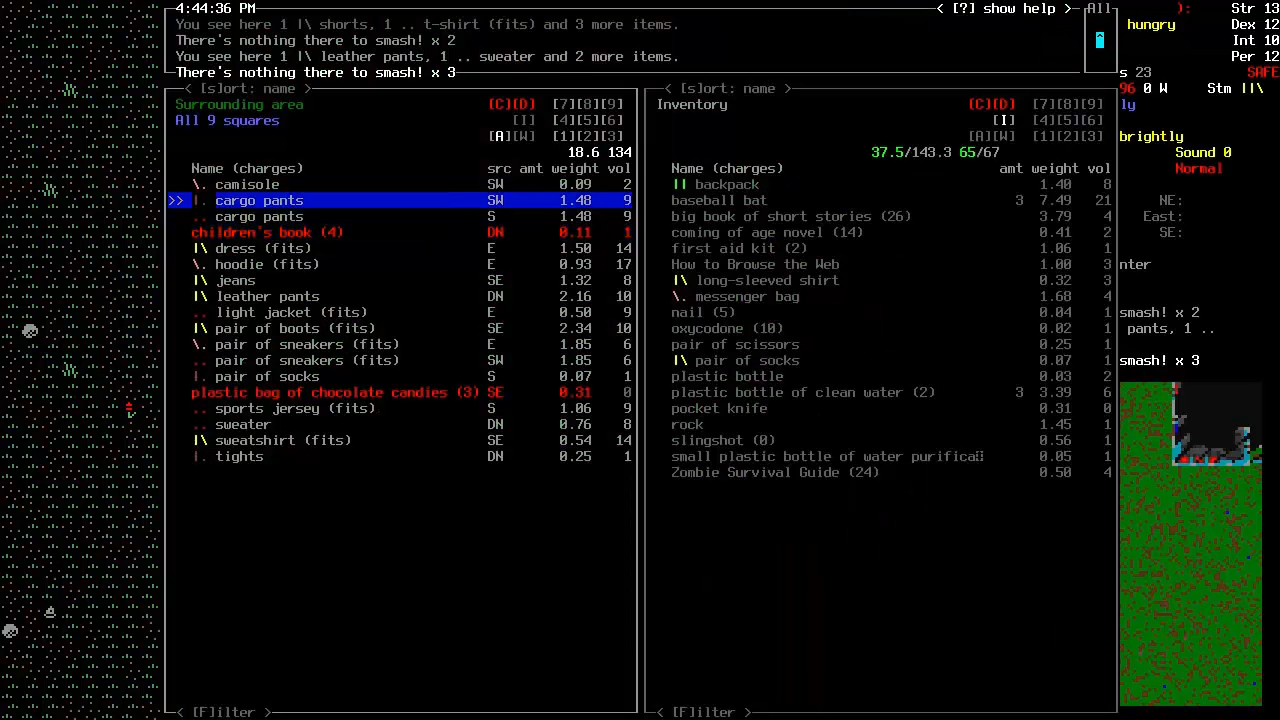 4:44:36 PM < [?] show help > All ): Str 13
You see here 1 |\ shorts, 1 .. t-shirt (fits) and 3 more items. hungry Dex 12
There's nothing there to smash! x 2 ^ Int 10
You see here 1 |\ leather pants, 1 .. sweater and 2 more items. Per 12
There's nothing there to smash! x 3 s 23 SAFE
< [s]ort: name > < [s]ort: name > 96 0 W Stm ||\
Surrounding area (C)(D) [7][8][9] Inventory (C)(D) [7][8][9] ly
All 9 squares [I] [4][5][6] [I] [4][5][6]
[A][W] [1][2][3] [A][W] [1][2][3] brightly
18.6 134 37.5/143.3 65/67 Sound 0
Name (charges) src amt weight vol Name (charges) amt weight vol Normal
\. camisole SW 0.09 2 || backpack 1.40 8
>> |. cargo pants SW 1.48 9 baseball bat 3 7.49 21 NE:
.. cargo pants S 1.48 9 big book of short stories (26) 3.79 4 East:
children's book (4) DN 0.11 1 coming of age novel (14) 0.41 2 SE:
|\ dress (fits) E 1.50 14 first aid kit (2) 1.06 1
\. hoodie (fits) E 0.93 17 How to Browse the Web 1.00 3 nter
|\ jeans SE 1.32 8 |\ long-sleeved shirt 0.32 3
|\ leather pants DN 2.16 10 \. messenger bag 1.68 4
.. light jacket (fits) E 0.50 9 nail (5) 0.04 1 smash! x 2
|\ pair of boots (fits) SE 2.34 10 oxycodone (10) 0.02 1 pants, 1 ..
\. pair of sneakers (fits) E 1.85 6 pair of scissors 0.25 1
.. pair of sneakers (fits) SW 1.85 6 |\ pair of socks 0.07 1 smash! x 3
|. pair of socks S 0.07 1 plastic bottle 0.03 2
plastic bag of chocolate candies (3) SE 0.31 0 plastic bottle of clean water (2) 3 3.39 6
.. sports jersey (fits) S 1.06 9 pocket knife 0.31 0
.. sweater DN 0.76 8 rock 1.45 1
|\ sweatshirt (fits) SE 0.54 14 slingshot (0) 0.56 1
|. tights DN 0.25 1 small plastic bottle of water purifica 0.05 1
Zombie Survival Guide (24) 0.50 4
< [F]ilter > < [F]ilter >